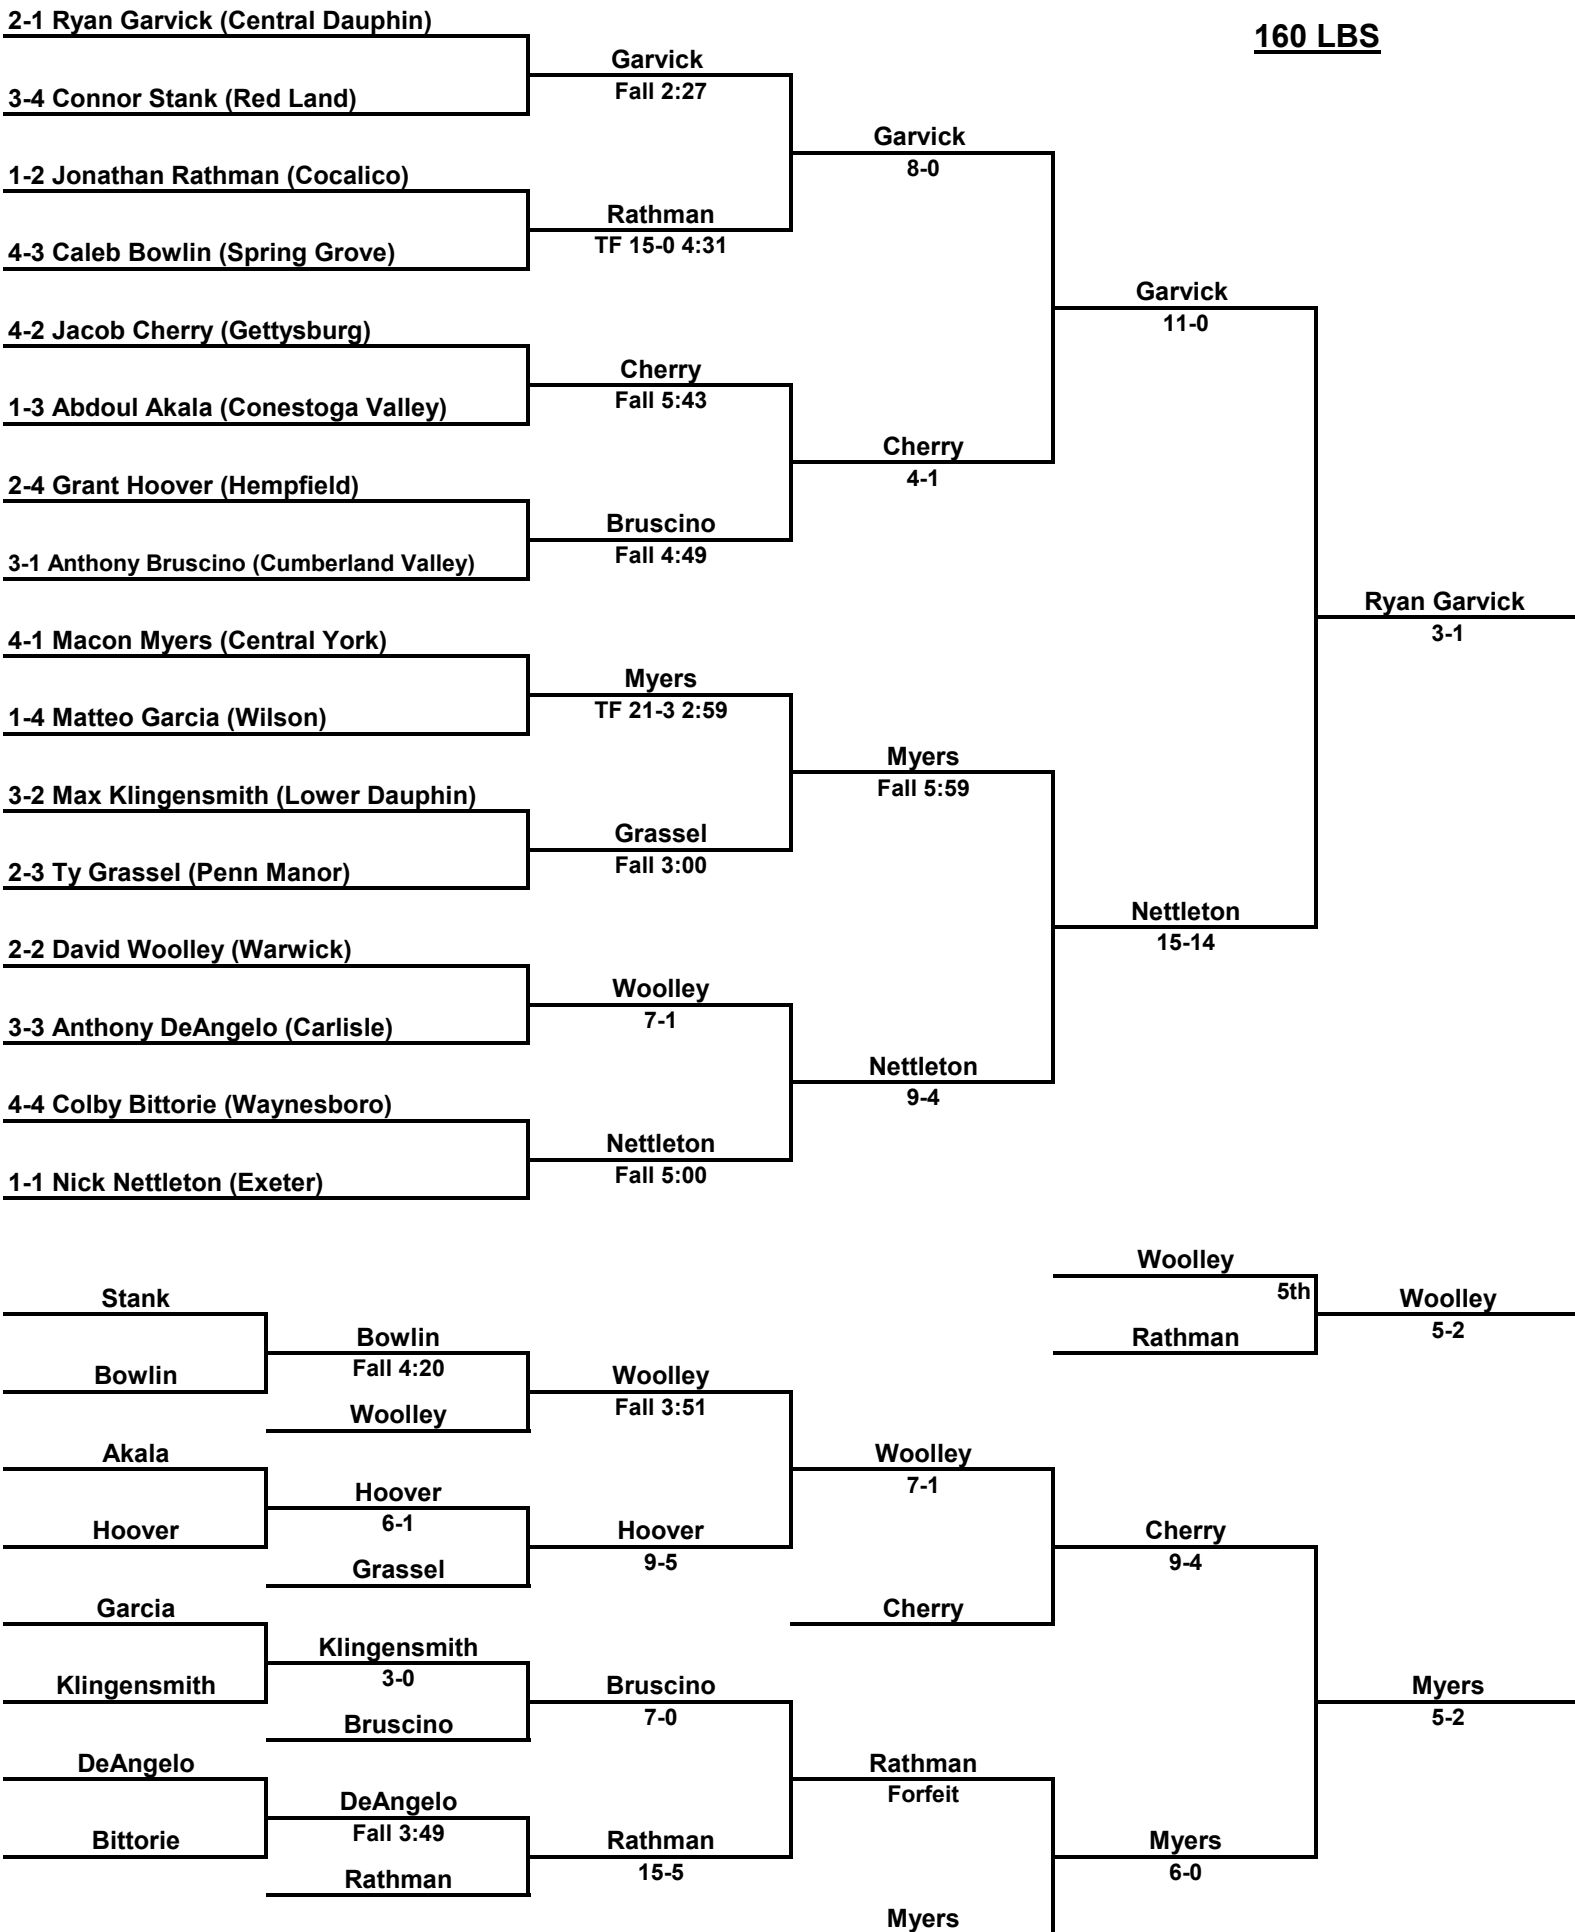 2-1 Ryan Garvick (Central Dauphin)
160 LBS
Garvick
Fall 2:27
3-4 Connor Stank (Red Land)
Garvick
8-0
1-2 Jonathan Rathman (Cocalico)
Rathman
TF 15-0 4:31
4-3 Caleb Bowlin (Spring Grove)
Garvick
11-0
4-2 Jacob Cherry (Gettysburg)
Cherry
Fall 5:43
1-3 Abdoul Akala (Conestoga Valley)
Cherry
4-1
2-4 Grant Hoover (Hempfield)
Bruscino
Fall 4:49
3-1 Anthony Bruscino (Cumberland Valley)
Ryan Garvick
3-1
4-1 Macon Myers (Central York)
Myers
TF 21-3 2:59
1-4 Matteo Garcia (Wilson)
Myers
Fall 5:59
3-2 Max Klingensmith (Lower Dauphin)
Grassel
Fall 3:00
2-3 Ty Grassel (Penn Manor)
Nettleton
15-14
2-2 David Woolley (Warwick)
Woolley
7-1
3-3 Anthony DeAngelo (Carlisle)
Nettleton
9-4
4-4 Colby Bittorie (Waynesboro)
Nettleton
Fall 5:00
1-1 Nick Nettleton (Exeter)
Woolley
5th
Woolley
5-2
Rathman
Stank
Bowlin
Fall 4:20
Bowlin
Woolley
Fall 3:51
Woolley
Akala
Woolley
7-1
Hoover
6-1
Hoover
Hoover
9-5
Cherry
9-4
Grassel
Garcia
Cherry
Klingensmith
3-0
Klingensmith
Bruscino
7-0
Myers
5-2
Bruscino
DeAngelo
Rathman
Forfeit
DeAngelo
Fall 3:49
Bittorie
Rathman
15-5
Myers
6-0
Rathman
Myers